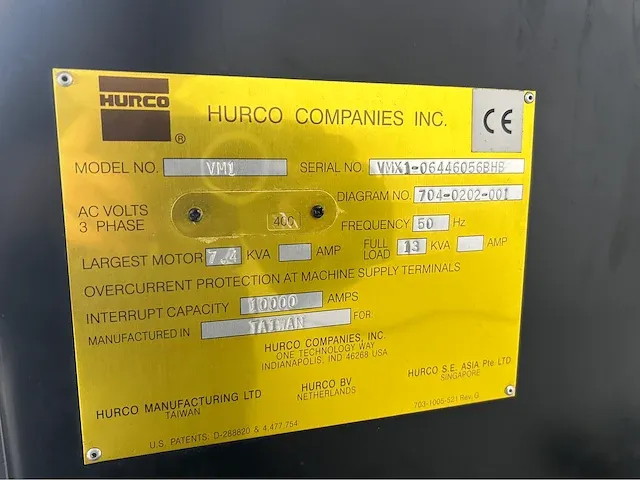 HURCO
®
HURCO COMPANIES INC.
CE
MODEL NO. VM1 SERIAL NO. VMX1-06446056BHB
DIAGRAM NO. 704-0202-001
AC VOLTS
3 PHASE
400 FREQUENCY 50 Hz
LARGEST MOTOR 7.4 KVA AMP FULL LOAD 13 KVA AMP
OVERCURRENT PROTECTION AT MACHINE SUPPLY TERMINALS
INTERRUPT CAPACITY 10000 AMPS
MANUFACTURED IN TAIWAN FOR:
HURCO COMPANIES, INC.
ONE TECHNOLOGY WAY
INDIANAPOLIS, IND 46268 USA
HURCO MANUFACTURING LTD
TAIWAN
HURCO BV
NETHERLANDS
HURCO S.E. ASIA Pte LTD
SINGAPORE
U.S. PATENTS. D-288820 & 4,477,754
703-1005-521 Rev. G